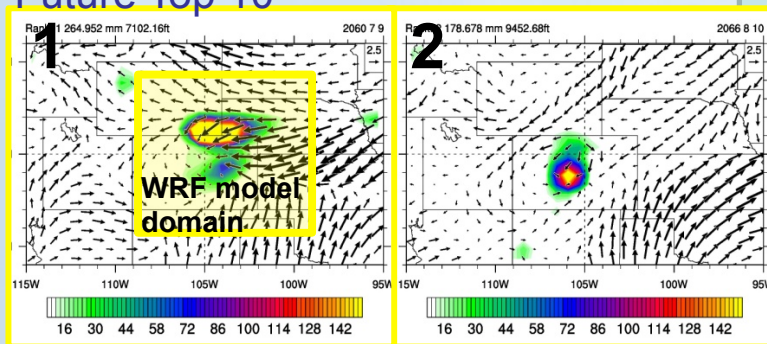 Future Top 10
1 264.952 mm 7102.16ft 2060 7 9
2.5
1
WRF model
domain
115W 110W 105W 100W 95W
16 30 44 58 72 86 100 114 128 142
178.678 mm 9452.68ft 2066 8 10
2.5
2
115W 110W 105W 100W 95W
16 30 44 58 72 86 100 114 128 142